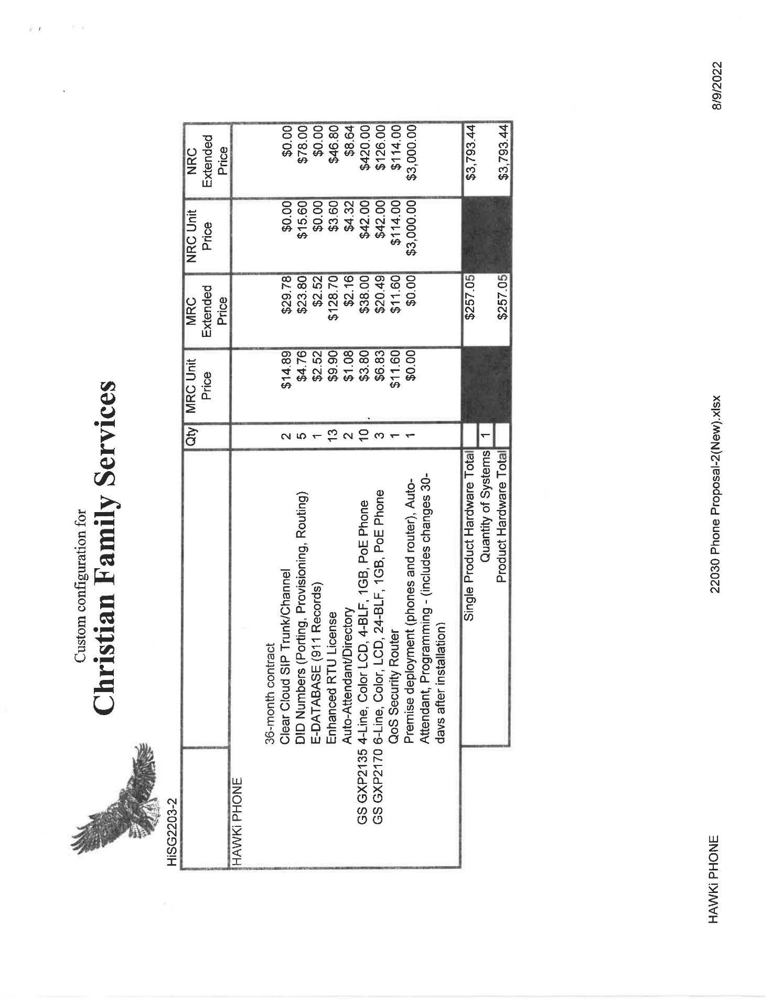 Custom configuration for
Christian Family Services
HiSG2203-2
Qty MRC Unit Price MRC Extended Price NRC Unit Price NRC Extended Price
HAWKi PHONE
36-month contract
Clear Cloud SIP Trunk/Channel 2 $14.89 $29.78 $0.00 $0.00
DID Numbers (Porting, Provisioning, Routing) 5 $4.76 $23.80 $15.60 $78.00
E-DATABASE (911 Records) 1 $2.52 $2.52 $0.00 $0.00
Enhanced RTU License 13 $9.90 $128.70 $3.60 $46.80
Auto-Attendant/Directory 2 $1.08 $2.16 $4.32 $8.64
GS GXP2135 4-Line, Color LCD, 4-BLF, 1GB, PoE Phone 10 $3.80 $38.00 $42.00 $420.00
GS GXP2170 6-Line, Color, LCD, 24-BLF, 1GB, PoE Phone 3 $6.83 $20.49 $42.00 $126.00
QoS Security Router 1 $11.60 $11.60 $114.00 $114.00
Premise deployment (phones and router), Auto- 1 $0.00 $0.00 $3,000.00 $3,000.00
Attendant, Programming - (includes changes 30-
days after installation)
Single Product Hardware Total $257.05 $3,793.44
Quantity of Systems 1
Product Hardware Total $257.05 $3,793.44
HAWKi PHONE 22030 Phone Proposal-2(New).xlsx 8/9/2022